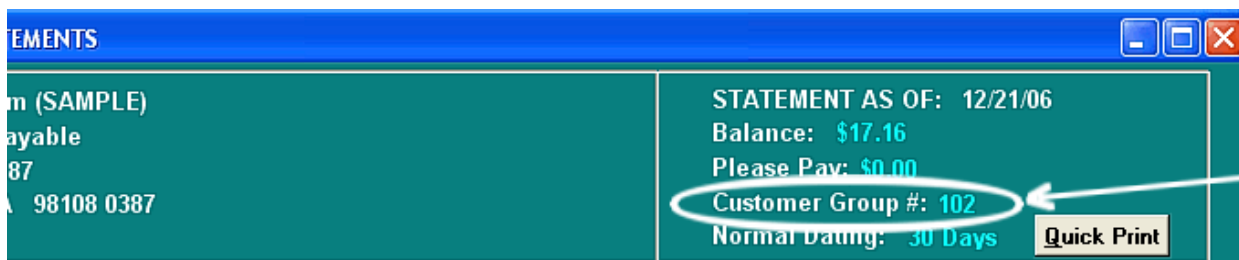 TEMENTS
m (SAMPLE)
ayable
87
98108 0387
STATEMENT AS OF: 12/21/06
Balance: $17.16
Please Pay: $0.00
Customer Group #: 102
Normal Dating: 30 Days
Quick Print